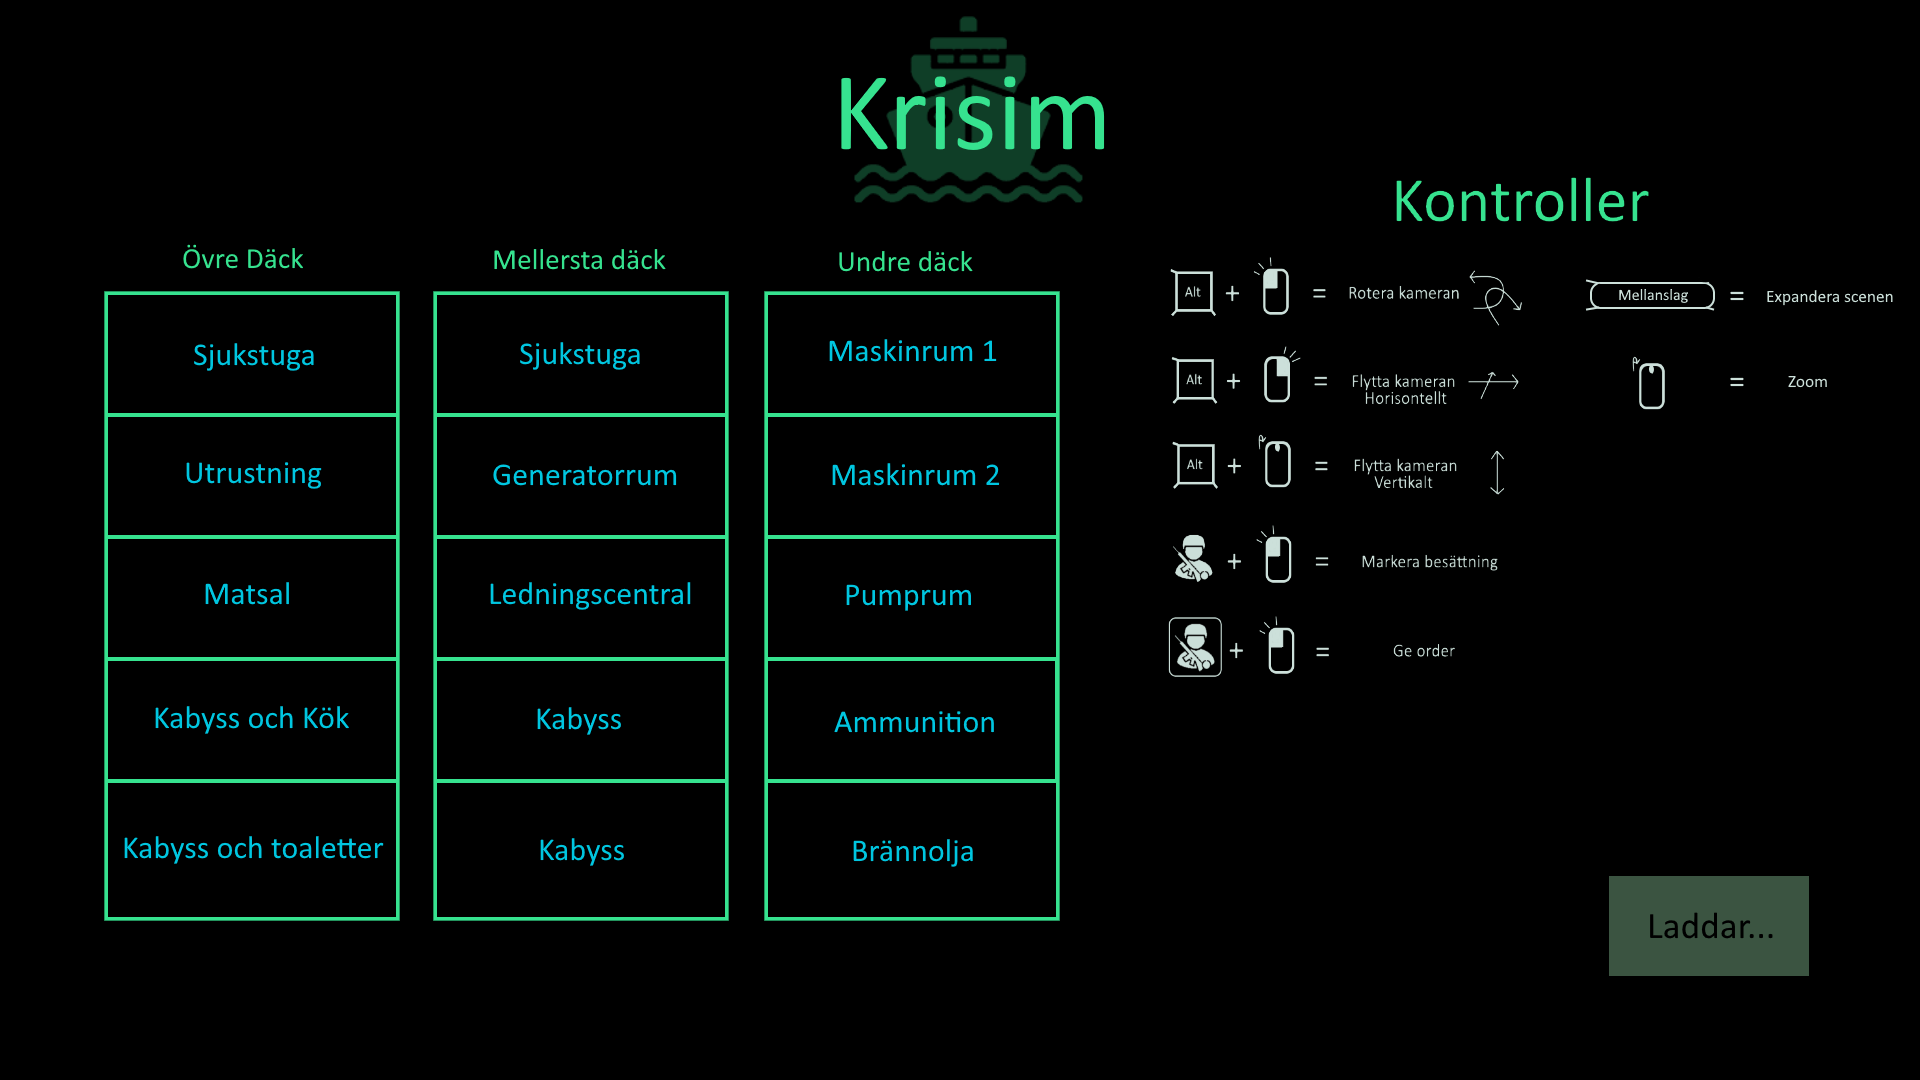 Krisim
Övre Däck
Sjukstuga
Utrustning
Matsal
Kabyss och Kök
Kabyss och toaletter
Mellersta däck
Sjukstuga
Generatorrum
Ledningscentral
Kabyss
Kabyss
Undre däck
Maskinrum 1
Maskinrum 2
Pumprum
Ammunition
Brännolja
Kontroller
Alt + = Rotera kameran
Alt + = Flytta kameran
Horisontellt
Alt + = Flytta kameran
Vertikalt
+ = Markera besättning
+ = Ge order
Mellanslag = Expandera scenen
= Zoom
Laddar...